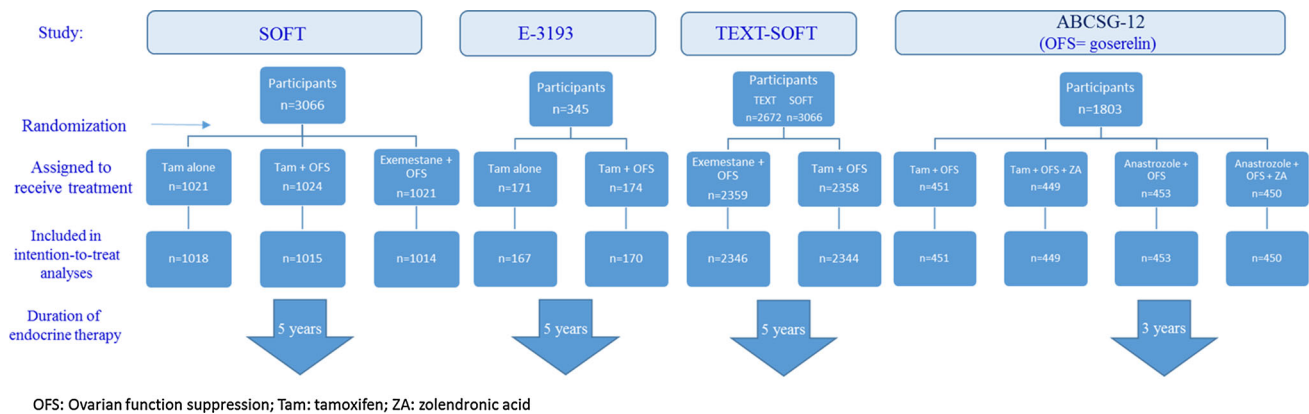 Study:
SOFT
E-3193
TEXT-SOFT
ABCSG-12
(OFS= goserelin)
Participants
n=3066
Participants
n=345
Participants
TEXT SOFT
n=2672 n=3066
Participants
n=1803
Randomization
Assigned to
receive treatment
Tam alone
n=1021
Tam + OFS
n=1024
Exemestane +
OFS
n=1021
Tam alone
n=171
Tam + OFS
n=174
Exemestane +
OFS
n=2359
Tam + OFS
n=2358
Tam + OFS
n=451
Tam + OFS + ZA
n=449
Anastrozole +
OFS
n=453
Anastrozole +
OFS + ZA
n=450
Included in
intention-to-treat
analyses
n=1018
n=1015
n=1014
n=167
n=170
n=2346
n=2344
n=451
n=449
n=453
n=450
Duration of
endocrine therapy
5 years
5 years
5 years
3 years
OFS: Ovarian function suppression; Tam: tamoxifen; ZA: zolendronic acid